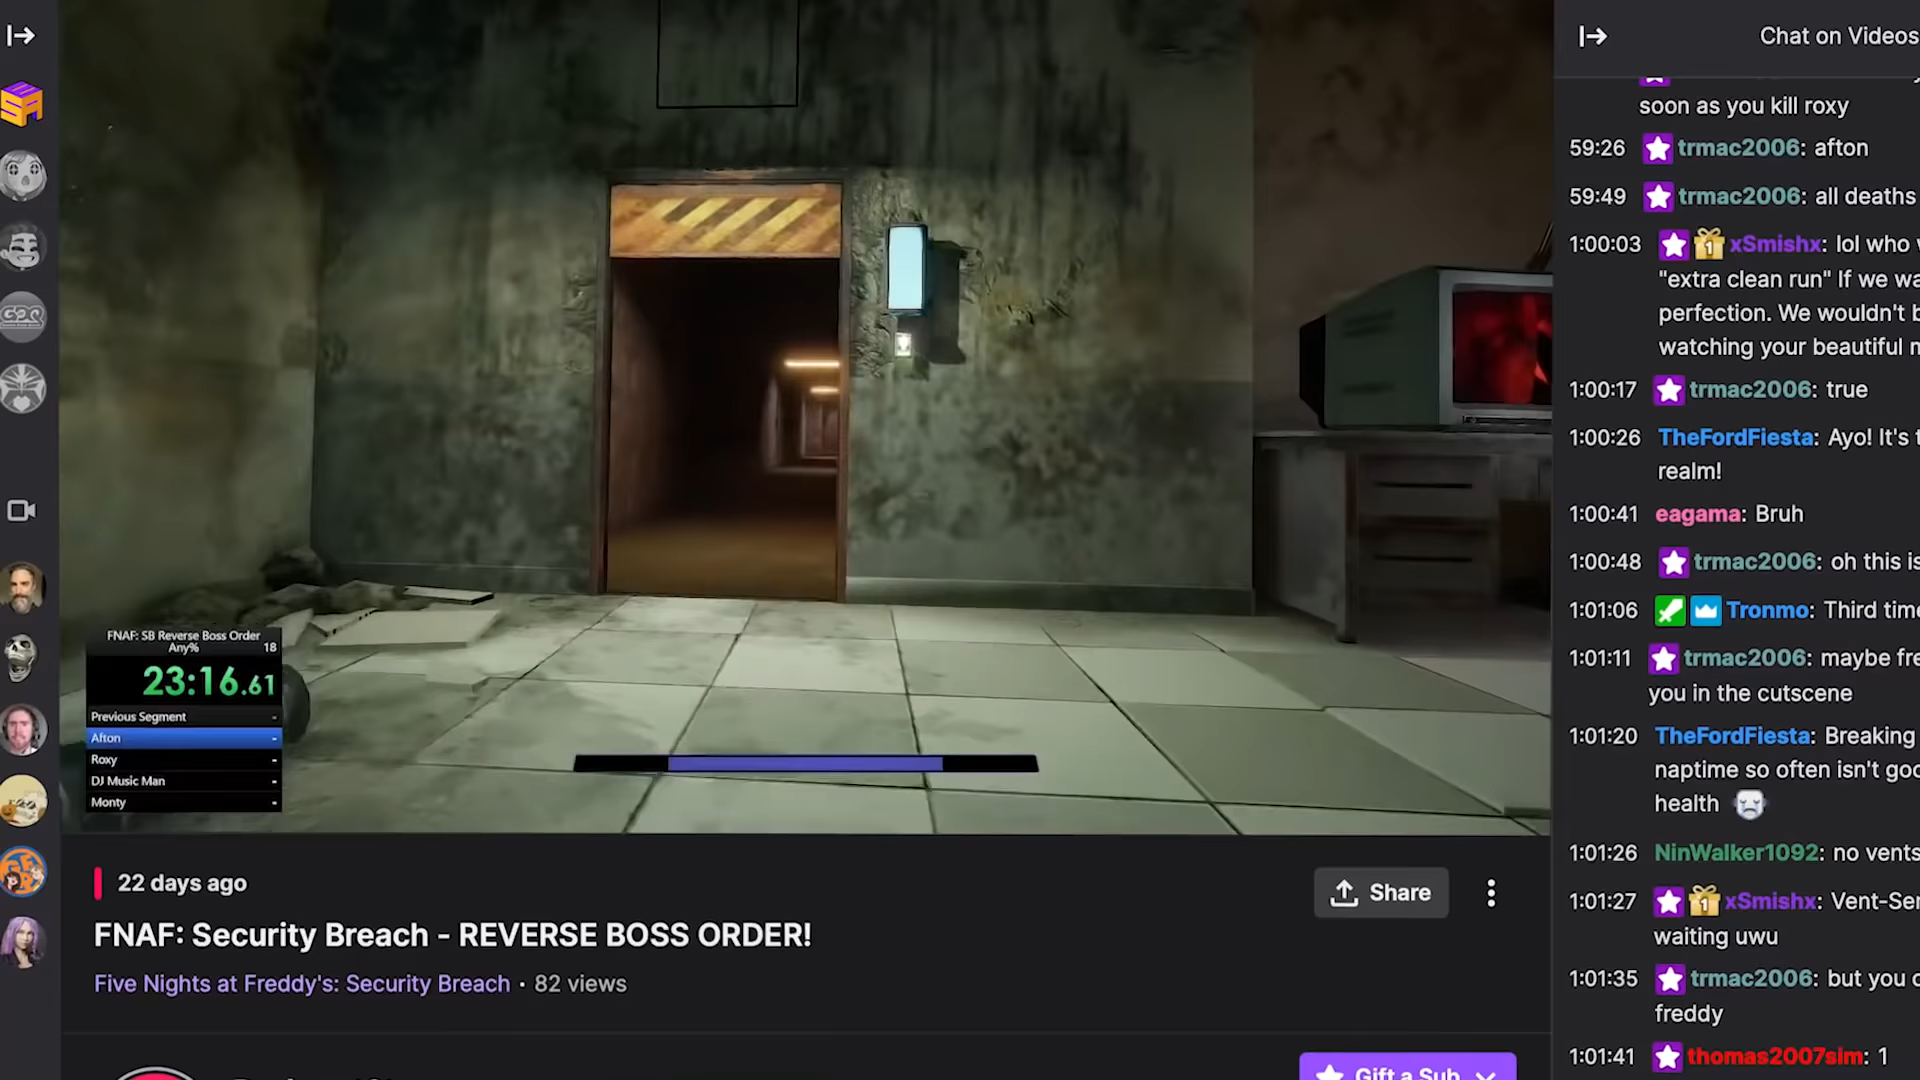 Chat on Videos
soon as you kill roxy
59:26 trmac2006: afton
59:49 trmac2006: all deaths
1:00:03 1 xSmishx: lol who
"extra clean run" If we
perfection. We wouldn't
watching your beautiful
1:00:17 trmac2006: true
1:00:26 TheFordFiesta: Ayo! It's
realm!
1:00:41 eagama: Bruh
1:00:48 trmac2006: oh this
1:01:06 Tronmo: Third
1:01:11 trmac2006: maybe
you in the cutscene
1:01:20 TheFordFiesta: Breaking
naptime so often isn't
health
1:01:26 NinWalker1092: no vents
1:01:27 1 xSmishx:
waiting uwu
1:01:35 trmac2006: but you
freddy
1:01:41 thomas2007sim: 1
GDQ
FNAF: SB Reverse Boss Order
Any% 18
23:16.61
Previous Segment -
Afton -
Roxy -
DJ Music Man -
Monty -
22 days ago
Share
FNAF: Security Breach - REVERSE BOSS ORDER!
Five Nights at Freddy's: Security Breach • 82 views
Gift a Sub